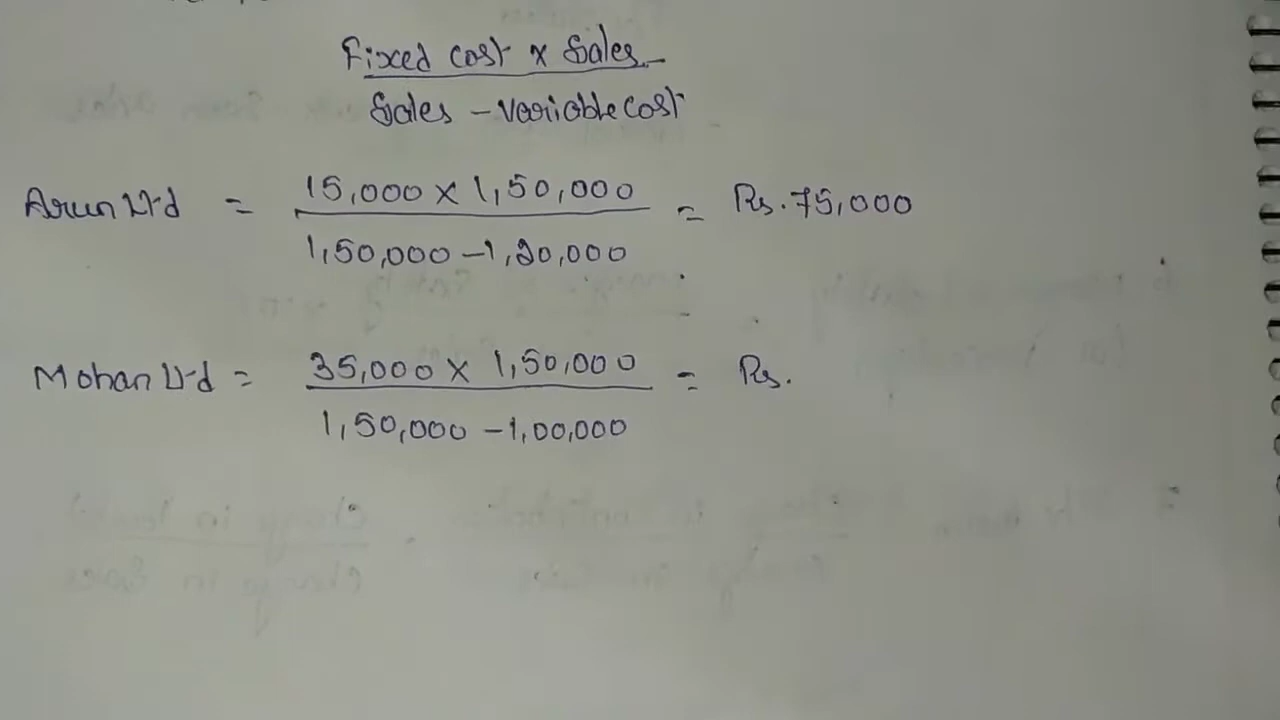 Fixed cost x Sales
Sales - Variable cost
Arun Ltd = 15,000 x 1,50,000 = Rs. 75,000
1,50,000 - 1,20,000
Mohan Ltd = 35,000 x 1,50,000 = Rs.
1,50,000 - 1,00,000